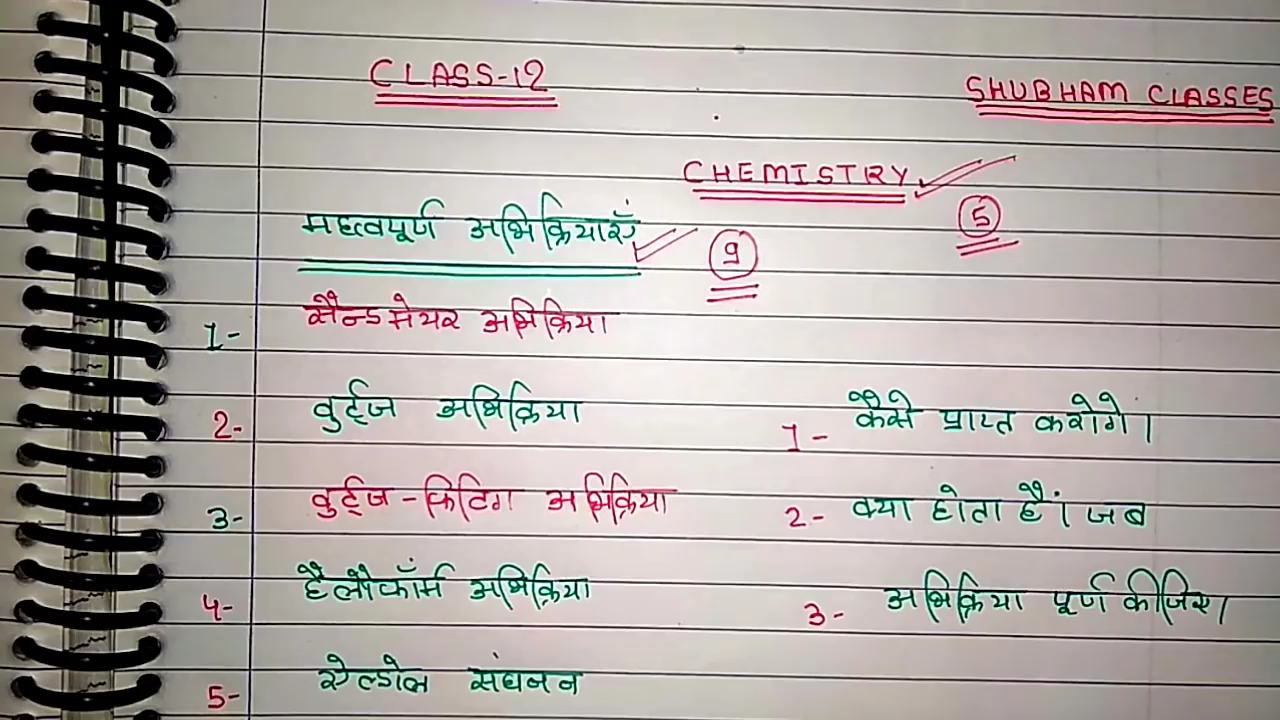 CLASS-12
SHUBHAM CLASSES
CHEMISTRY
5
महत्वपूर्ण अभिक्रियाएँ
9
1- सैन्डमेयर अभिक्रिया
2- वुर्ट्ज अभिक्रिया
3- वुर्ट्ज-फिटिग अभिक्रिया
4- हैलोफॉर्म अभिक्रिया
5- ऐल्डोल संघनन
1- कैसे प्राप्त करोगे।
2- क्या होता हैं। जब
3- अभिक्रिया पूर्ण कीजिए।